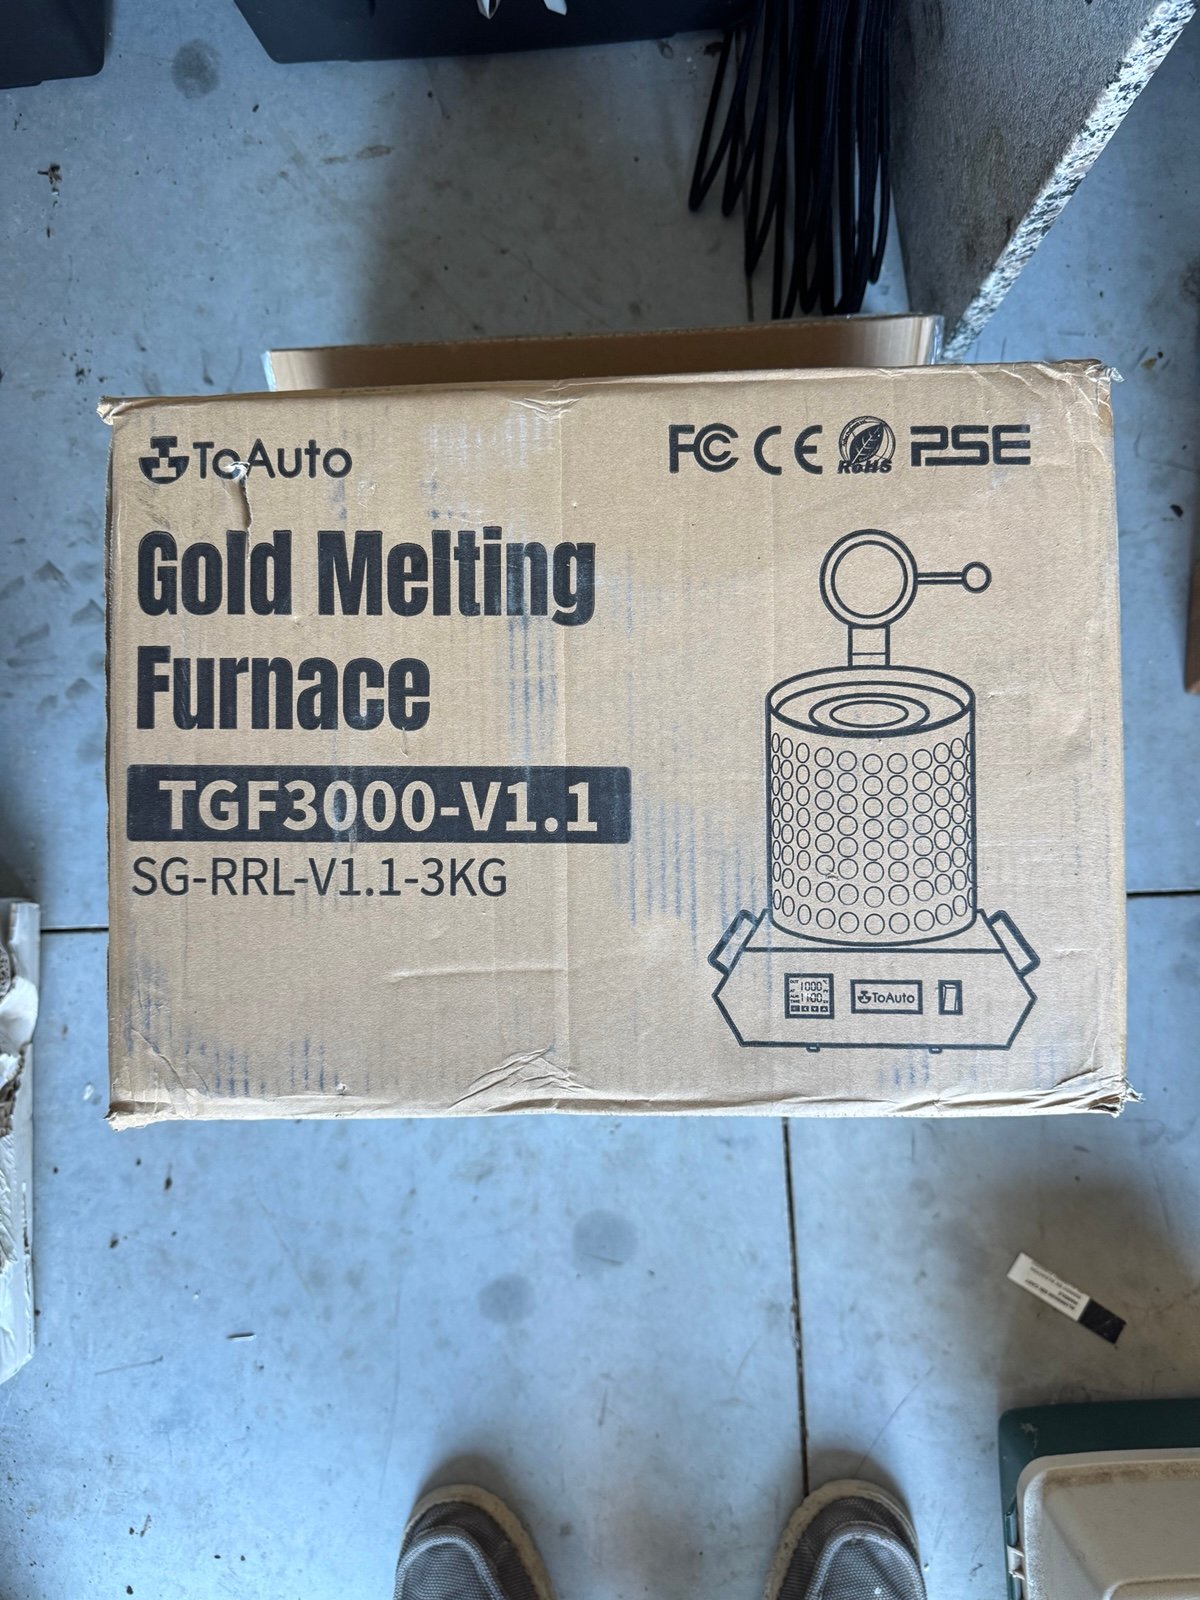 ToAuto
FC CE RoHS PSE
Gold Melting
Furnace
TGF3000-V1.1
SG-RRL-V1.1-3KG
1000
1100
ToAuto